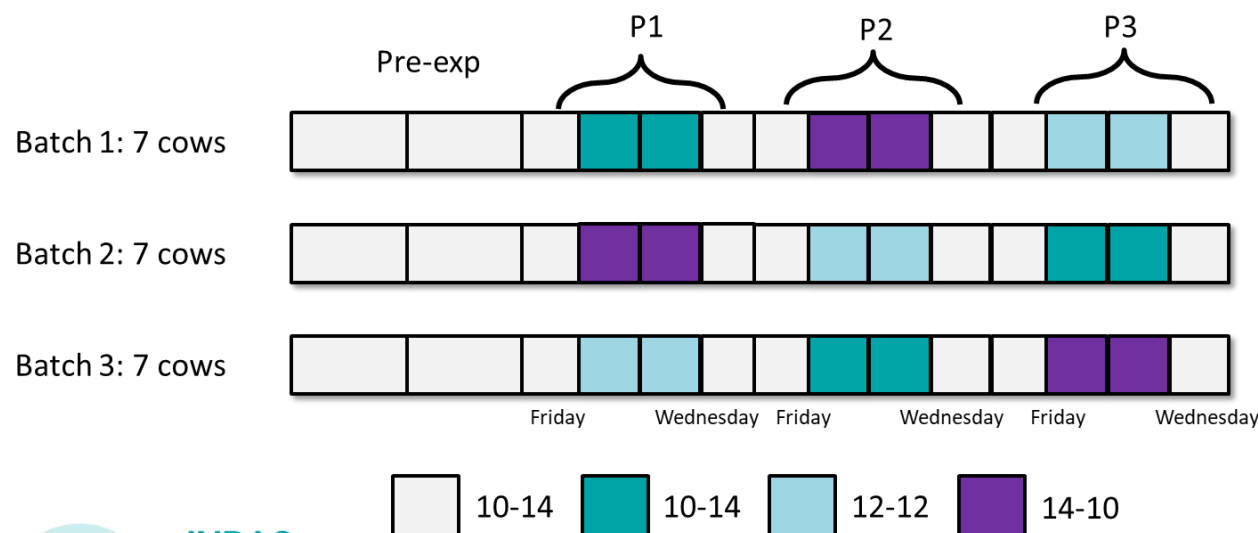 P1 P2 P3
Pre-exp
Batch 1: 7 cows
Batch 2: 7 cows
Batch 3: 7 cows
Friday Wednesday Friday Wednesday Friday Wednesday
10-14 10-14 12-12 14-10